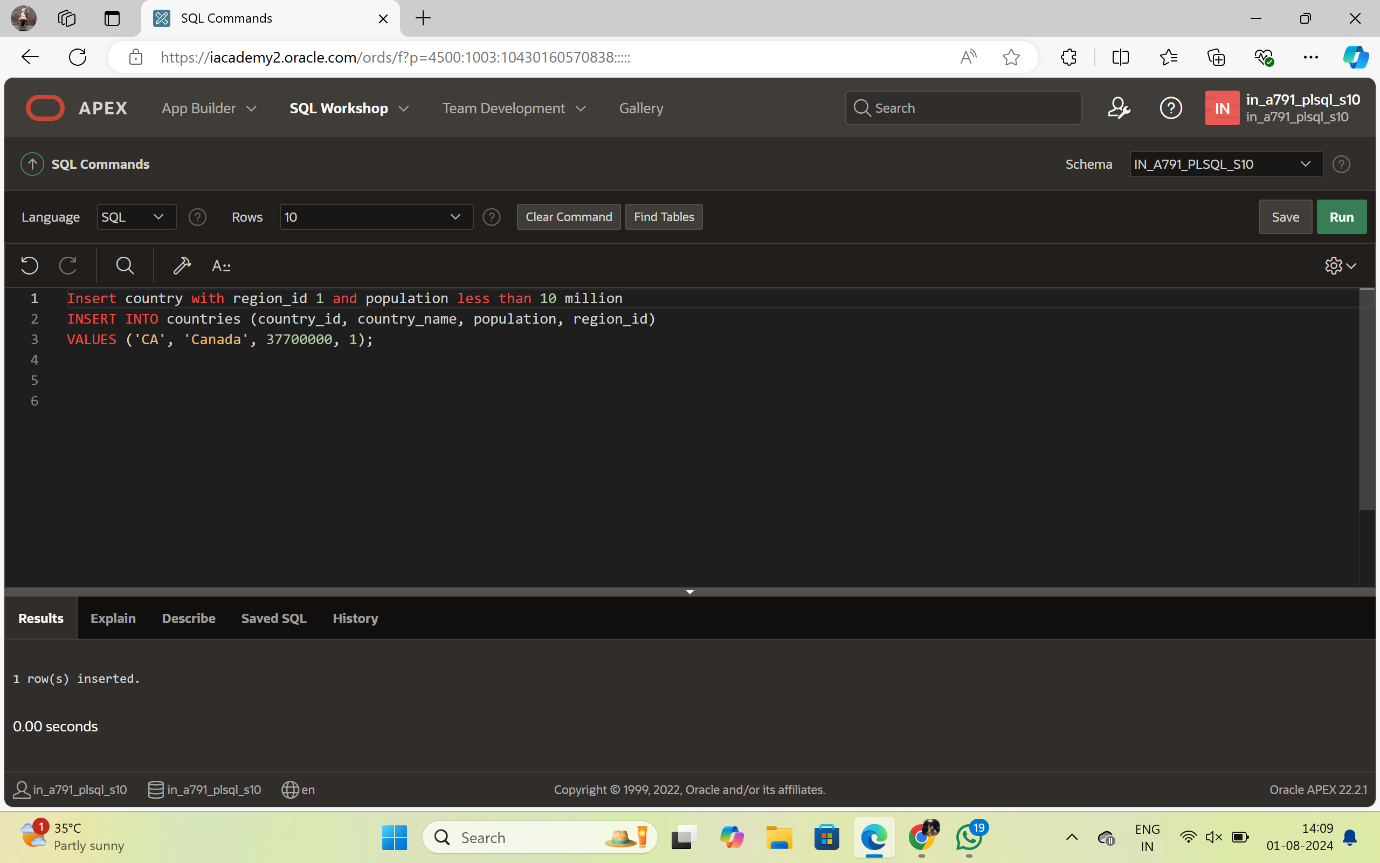 SQL Commands
https://iacademy2.oracle.com/ords/f?p=4500:1003:10430160570838:::::
APEX App Builder SQL Workshop Team Development Gallery Search IN in_a791_plsql_s10
in_a791_plsql_s10
SQL Commands Schema IN_A791_PLSQL_S10
Language SQL Rows 10 Clear Command Find Tables Save Run
1 Insert country with region_id 1 and population less than 10 million
2 INSERT INTO countries (country_id, country_name, population, region_id)
3 VALUES ('CA', 'Canada', 37700000, 1);
4
5
6
Results Explain Describe Saved SQL History
1 row(s) inserted.
0.00 seconds
in_a791_plsql_s10 in_a791_plsql_s10 en Copyright © 1999, 2022, Oracle and/or its affiliates. Oracle APEX 22.2.1
1 35°C
Partly sunny
Search
19
ENG
IN
14:09
01-08-2024